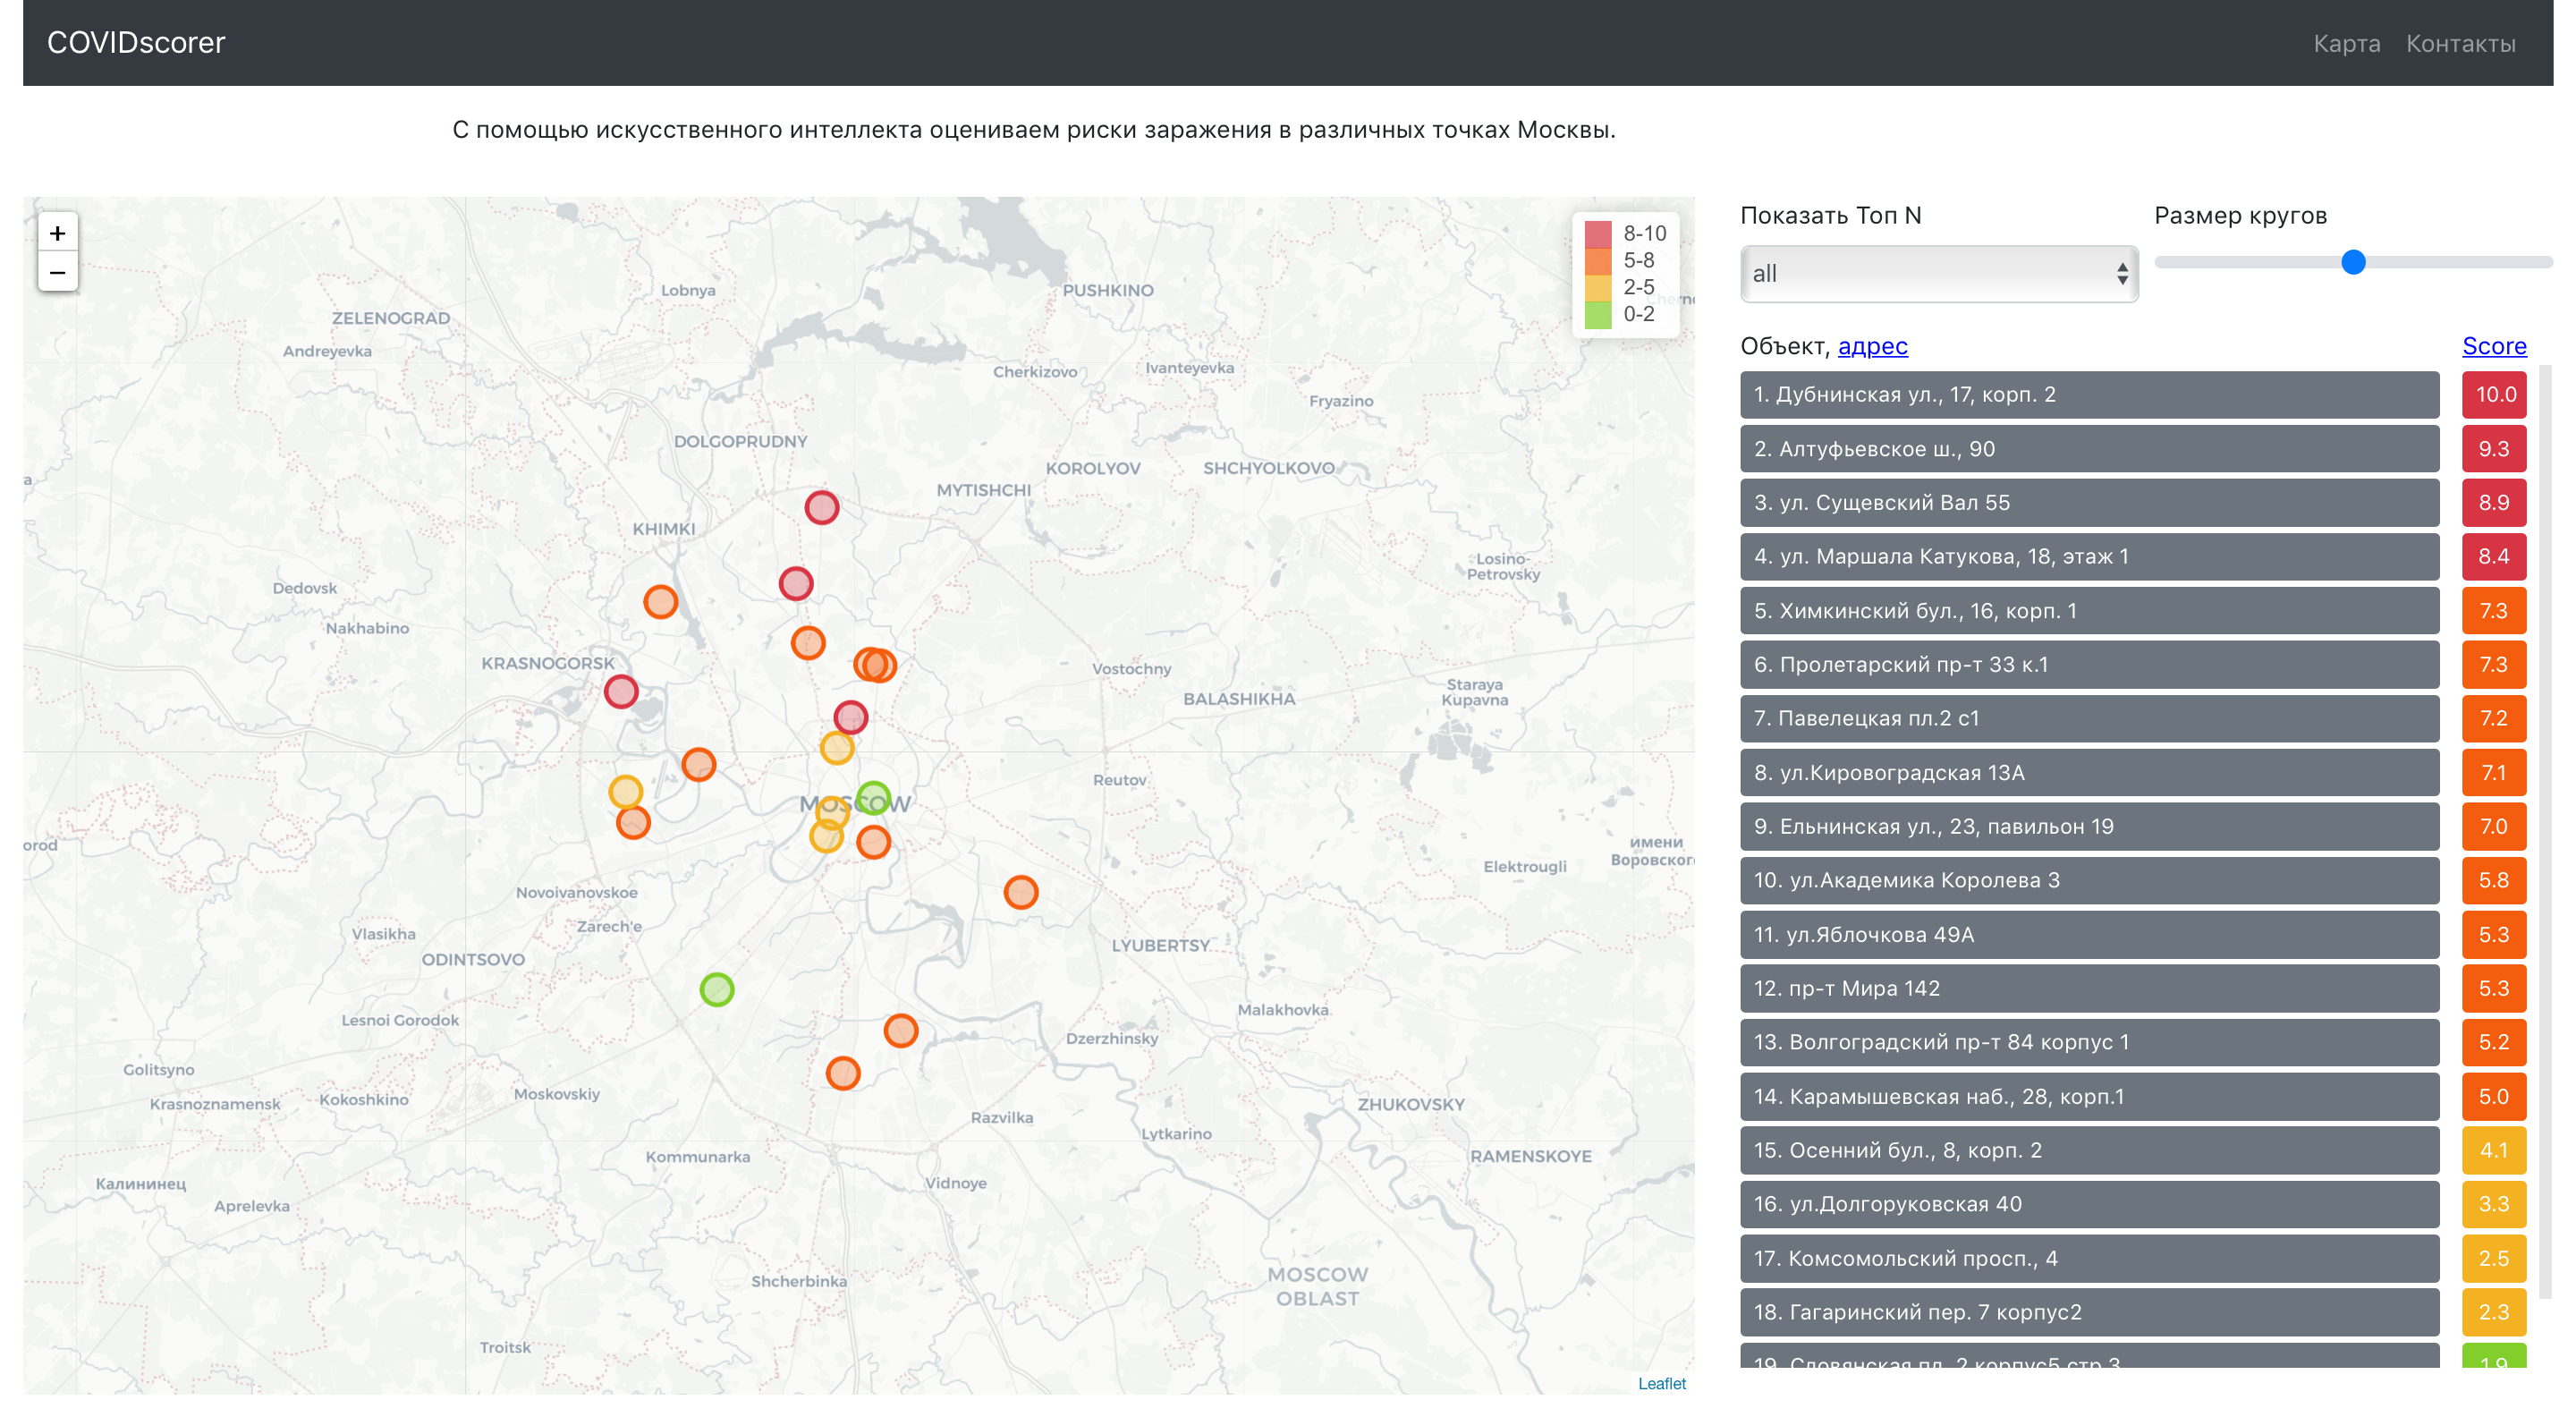 COVIDscorer
Карта Контакты
С помощью искусственного интеллекта оцениваем риски заражения в различных точках Москвы.
+
−
8-10
5-8
2-5
0-2
Lobnya
PUSHKINO
ZELENOGRAD
Andreyevka
Cherkizovo
Ivanteyevka
Fryazino
DOLGOPRUDNY
KOROLYOV
SHCHYOLKOVO
MYTISHCHI
KHIMKI
Losino-
Petrovsky
Dedovsk
Nakhabino
KRASNOGORSK
Vostochny
BALASHIKHA
Staraya
Kupavna
Reutov
MOSCOW
имени
Elektrougli
Novoivanovskoe
Zarech'e
Vlasikha
ODINTSOVO
LYUBERTSY
Malakhovka
Lesnoi Gorodok
Dzerzhinsky
Golitsyno
Krasnoznamensk
Kokoshkino
Moskovskiy
ZHUKOVSKY
Razvilka
Lytkarino
Kommunarka
RAMENSKOYE
Калининец
Vidnoye
Aprelevka
Shcherbinka
MOSCOW
OBLAST
Troitsk
Leaflet
Показать Топ N
Размер кругов
all
Объект, адрес Score
1. Дубнинская ул., 17, корп. 2 10.0
2. Алтуфьевское ш., 90 9.3
3. ул. Сущевский Вал 55 8.9
4. ул. Маршала Катукова, 18, этаж 1 8.4
5. Химкинский бул., 16, корп. 1 7.3
6. Пролетарский пр-т 33 к.1 7.3
7. Павелецкая пл.2 с1 7.2
8. ул.Кировоградская 13А 7.1
9. Ельнинская ул., 23, павильон 19 7.0
10. ул.Академика Королева 3 5.8
11. ул.Яблочкова 49А 5.3
12. пр-т Мира 142 5.3
13. Волгоградский пр-т 84 корпус 1 5.2
14. Карамышевская наб., 28, корп.1 5.0
15. Осенний бул., 8, корп. 2 4.1
16. ул.Долгоруковская 40 3.3
17. Комсомольский просп., 4 2.5
18. Гагаринский пер. 7 корпус2 2.3
19. Словянская пл. 2 корпус5 стр.3 1.9